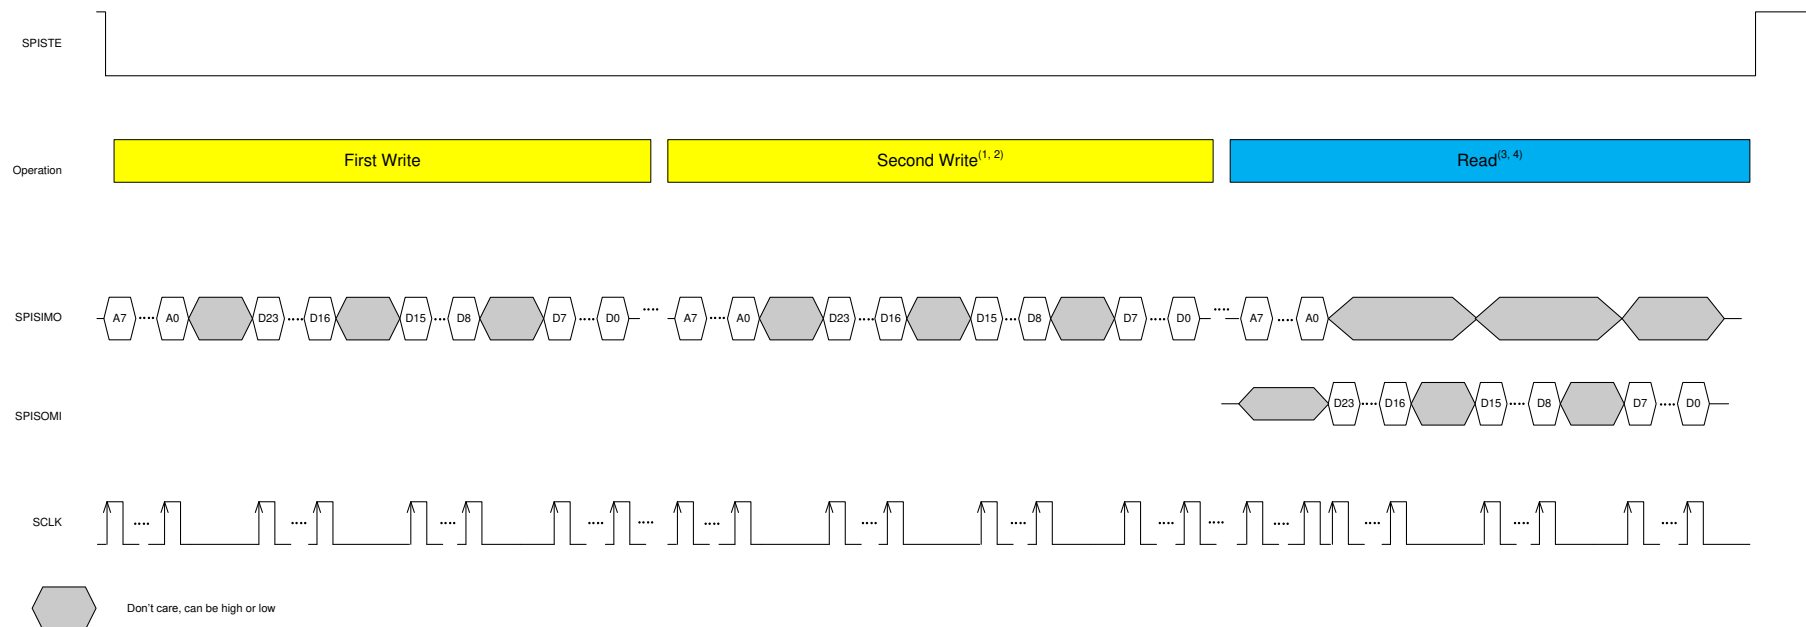 SPISTE
Operation
First Write
Second Write(1, 2)
Read(3, 4)
SPISIMO
A7 .... A0 D23 .... D16 D15 .... D8 D7 .... D0 .... A7 .... A0 D23 .... D16 D15 .... D8 D7 .... D0 .... A7 .... A0
SPISOMI
D23 .... D16 D15 .... D8 D7 .... D0
SCLK
.... .... .... .... .... .... .... .... .... .... .... .... .... ....
Don't care, can be high or low